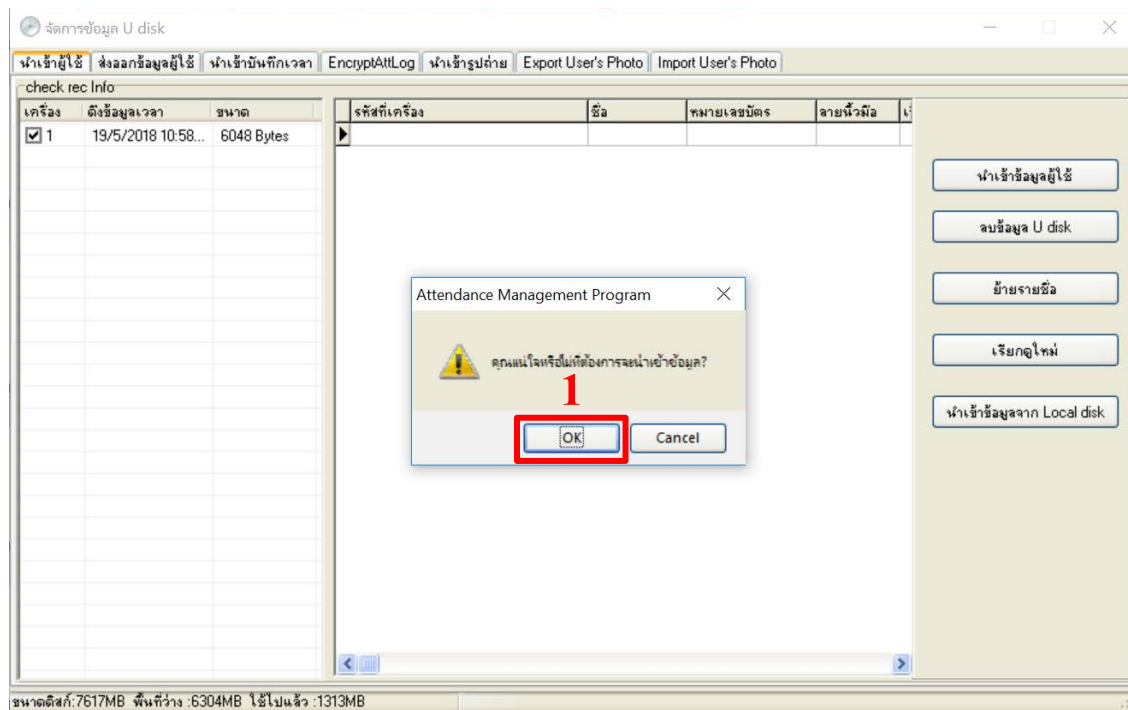 จัดการข้อมูล U disk
นำเข้าผู้ใช้ ส่งออกข้อมูลผู้ใช้ นำเข้าบันทึกเวลา EncryptAttLog นำเข้ารูปถ่าย Export User's Photo Import User's Photo
check rec Info
เครื่อง ดึงข้อมูลเวลา ขนาด รหัสที่เครื่อง ชื่อ หมายเลขบัตร ลายนิ้วมือ
1 19/5/2018 10:58... 6048 Bytes
นำเข้าข้อมูลผู้ใช้
ลบข้อมูล U disk
ย้ายรายชื่อ
เรียกดูใหม่
นำเข้าข้อมูลจาก Local disk
Attendance Management Program
คุณแน่ใจหรือไม่ที่ต้องการจะนำเข้าข้อมูล?
1
OK Cancel
ขนาดดิสก์:7617MB พื้นที่ว่าง :6304MB ใช้ไปแล้ว :1313MB